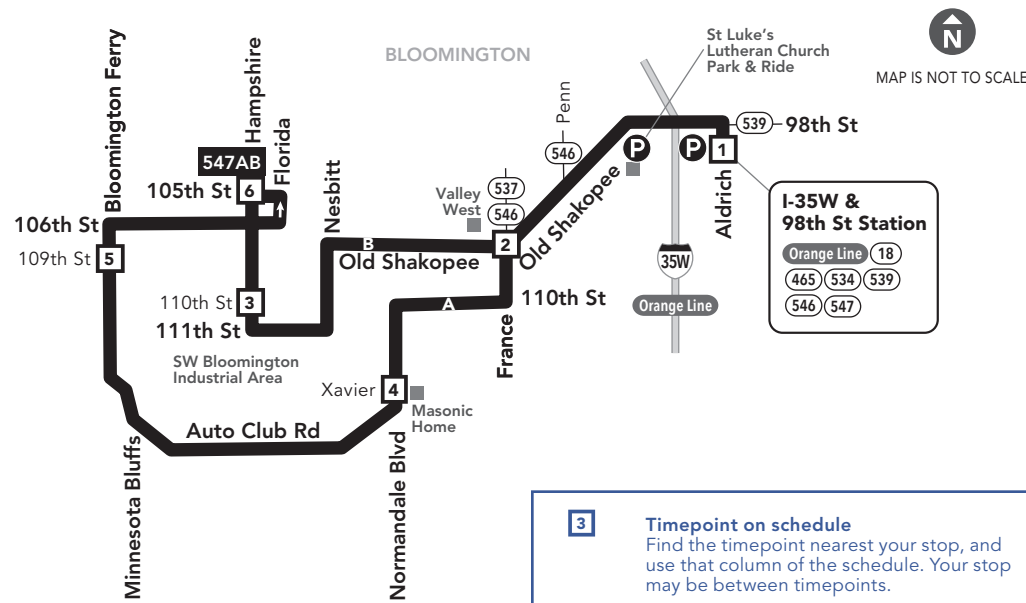 BLOOMINGTON
St Luke's
Lutheran Church
Park & Ride
N
MAP IS NOT TO SCALE
Bloomington Ferry
Hampshire
Florida
Nesbitt
Penn
546
P
P
539
98th St
1
Aldrich
547AB
105th St
6
106th St
109th St
5
Valley
West
537
546
2
B
Old Shakopee
Old Shakopee
35W
Orange Line
I-35W &
98th St Station
Orange Line
18
465
534
539
546
547
110th St
3
111th St
A
110th St
France
SW Bloomington
Industrial Area
Xavier
4
Masonic
Home
Auto Club Rd
Minnesota Bluffs
Normandale Blvd
3
Timepoint on schedule
Find the timepoint nearest your stop, and
use that column of the schedule. Your stop
may be between timepoints.